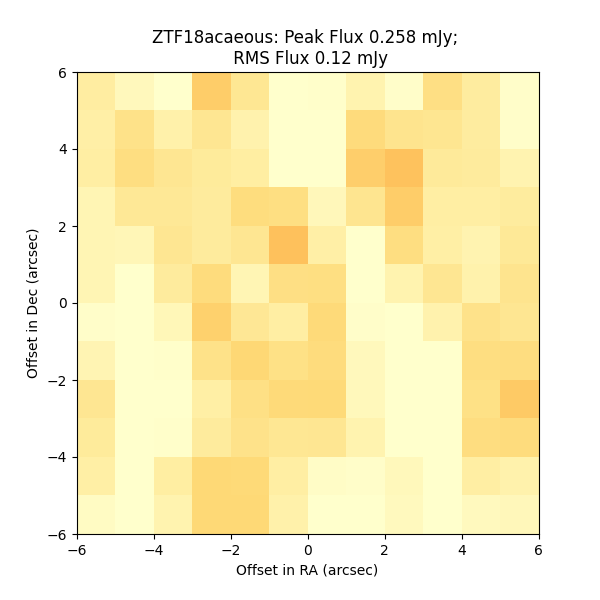 ZTF18acaeous: Peak Flux 0.258 mJy;
RMS Flux 0.12 mJy
6
4
2
0
−2
−4
−6
Offset in Dec (arcsec)
−6 −4 −2 0 2 4 6
Offset in RA (arcsec)